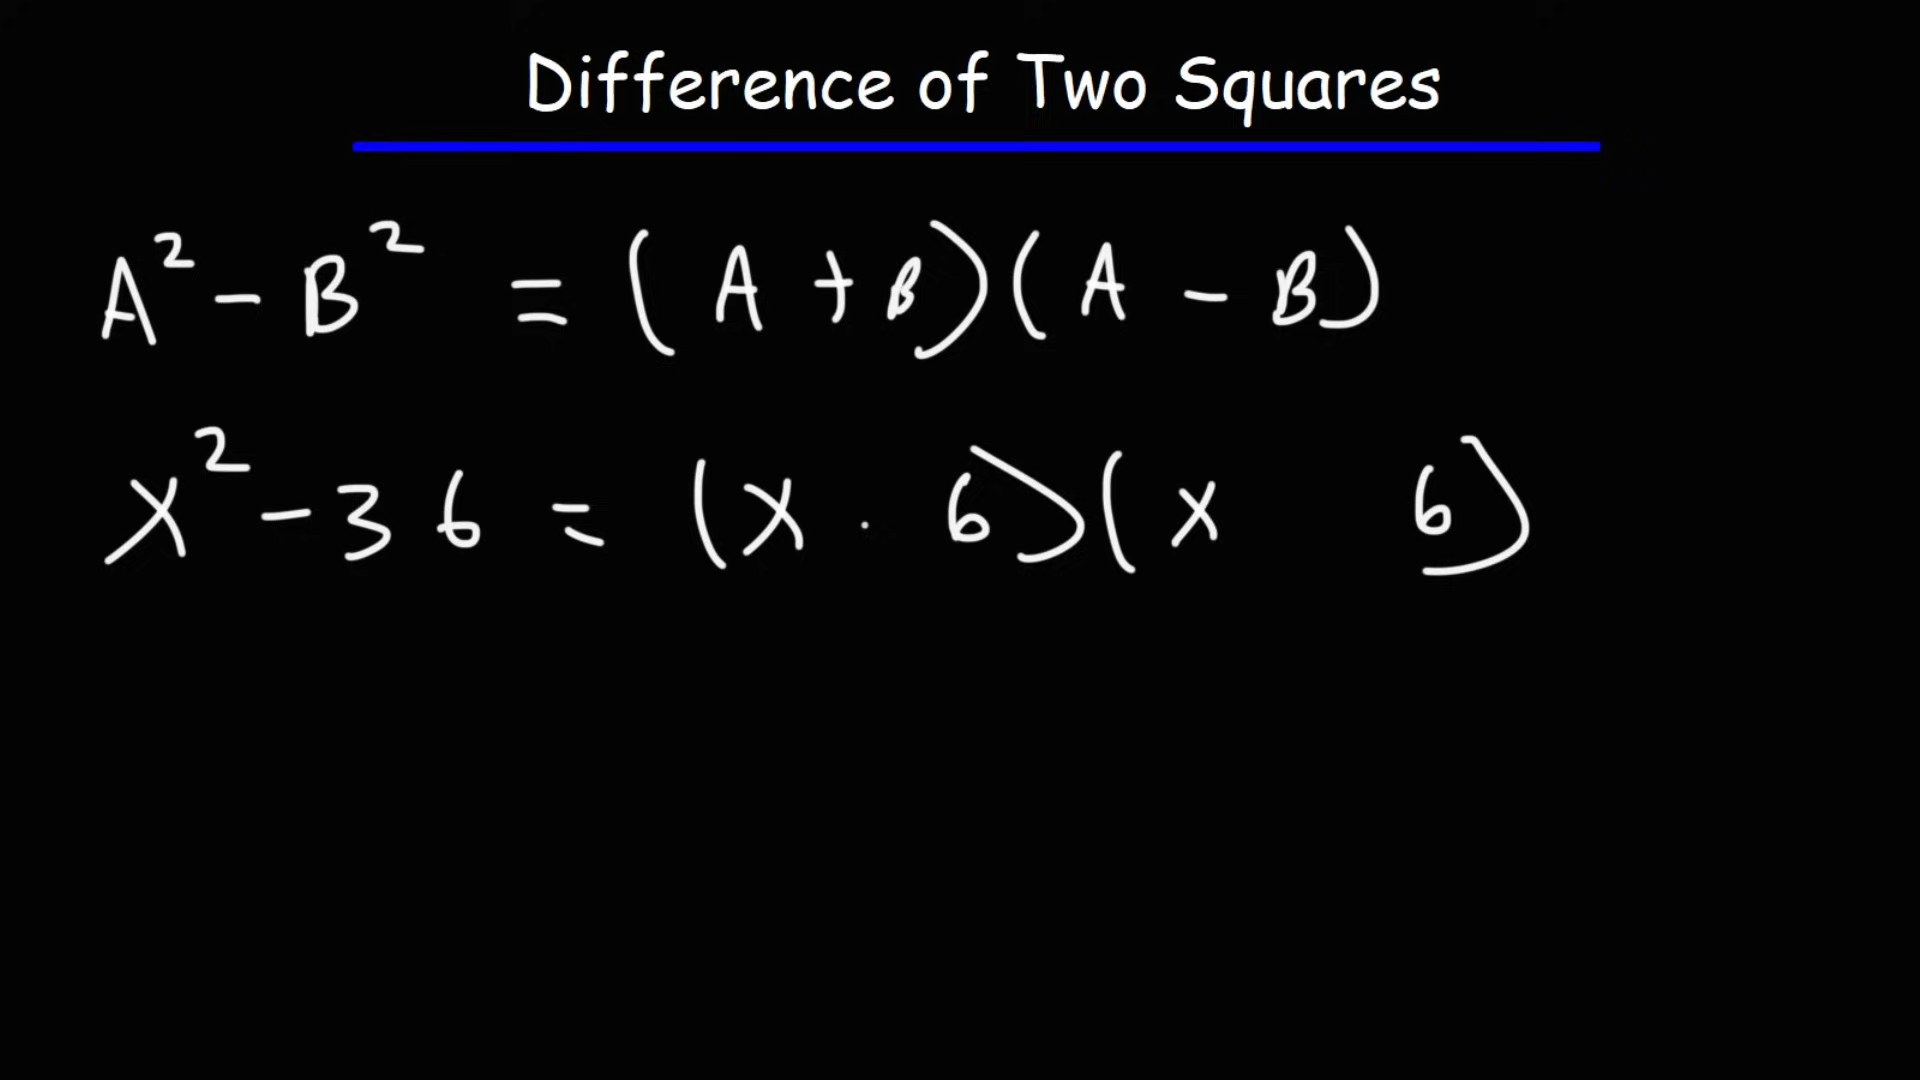 Difference of Two Squares
A² - B² = (A + B)(A - B)
x² - 36 = (x · 6)(x 6)